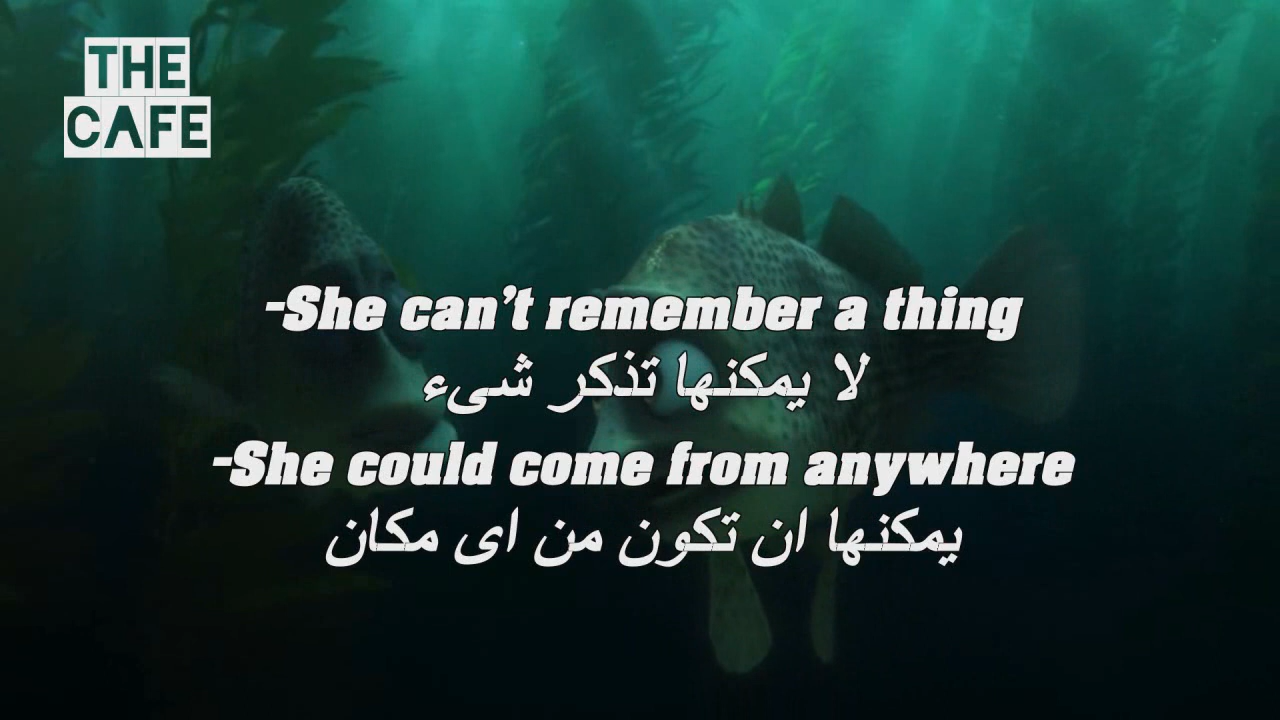 THE
CAFE
-She can't remember a thing
لا يمكنها تذكر شىء
-She could come from anywhere
يمكنها ان تكون من اى مكان